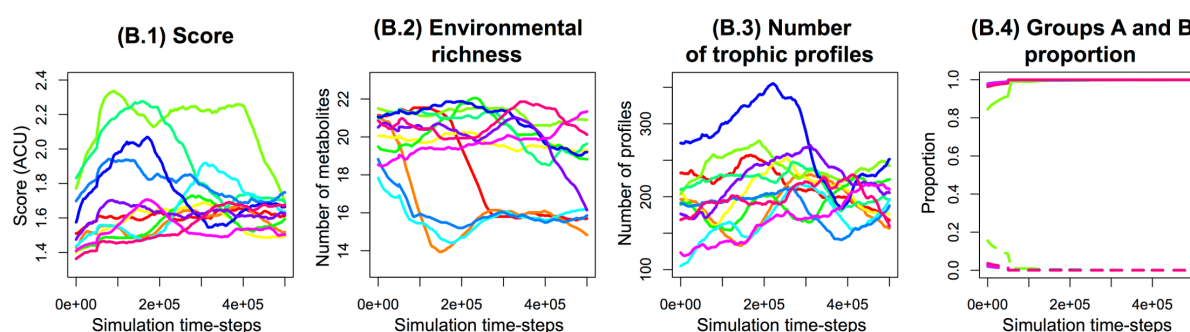 (B.1) Score
Score (ACU)
2.4
2.2
2.0
1.8
1.6
1.4
0e+00 2e+05 4e+05
Simulation time-steps
(B.2) Environmental
richness
Number of metabolites
22
20
18
16
14
0e+00 2e+05 4e+05
Simulation time-steps
(B.3) Number
of trophic profiles
Number of profiles
300
200
100
0e+00 2e+05 4e+05
Simulation time-steps
(B.4) Groups A and B
proportion
Proportion
1.0
0.8
0.6
0.4
0.2
0.0
0e+00 2e+05 4e+05
Simulation time-steps